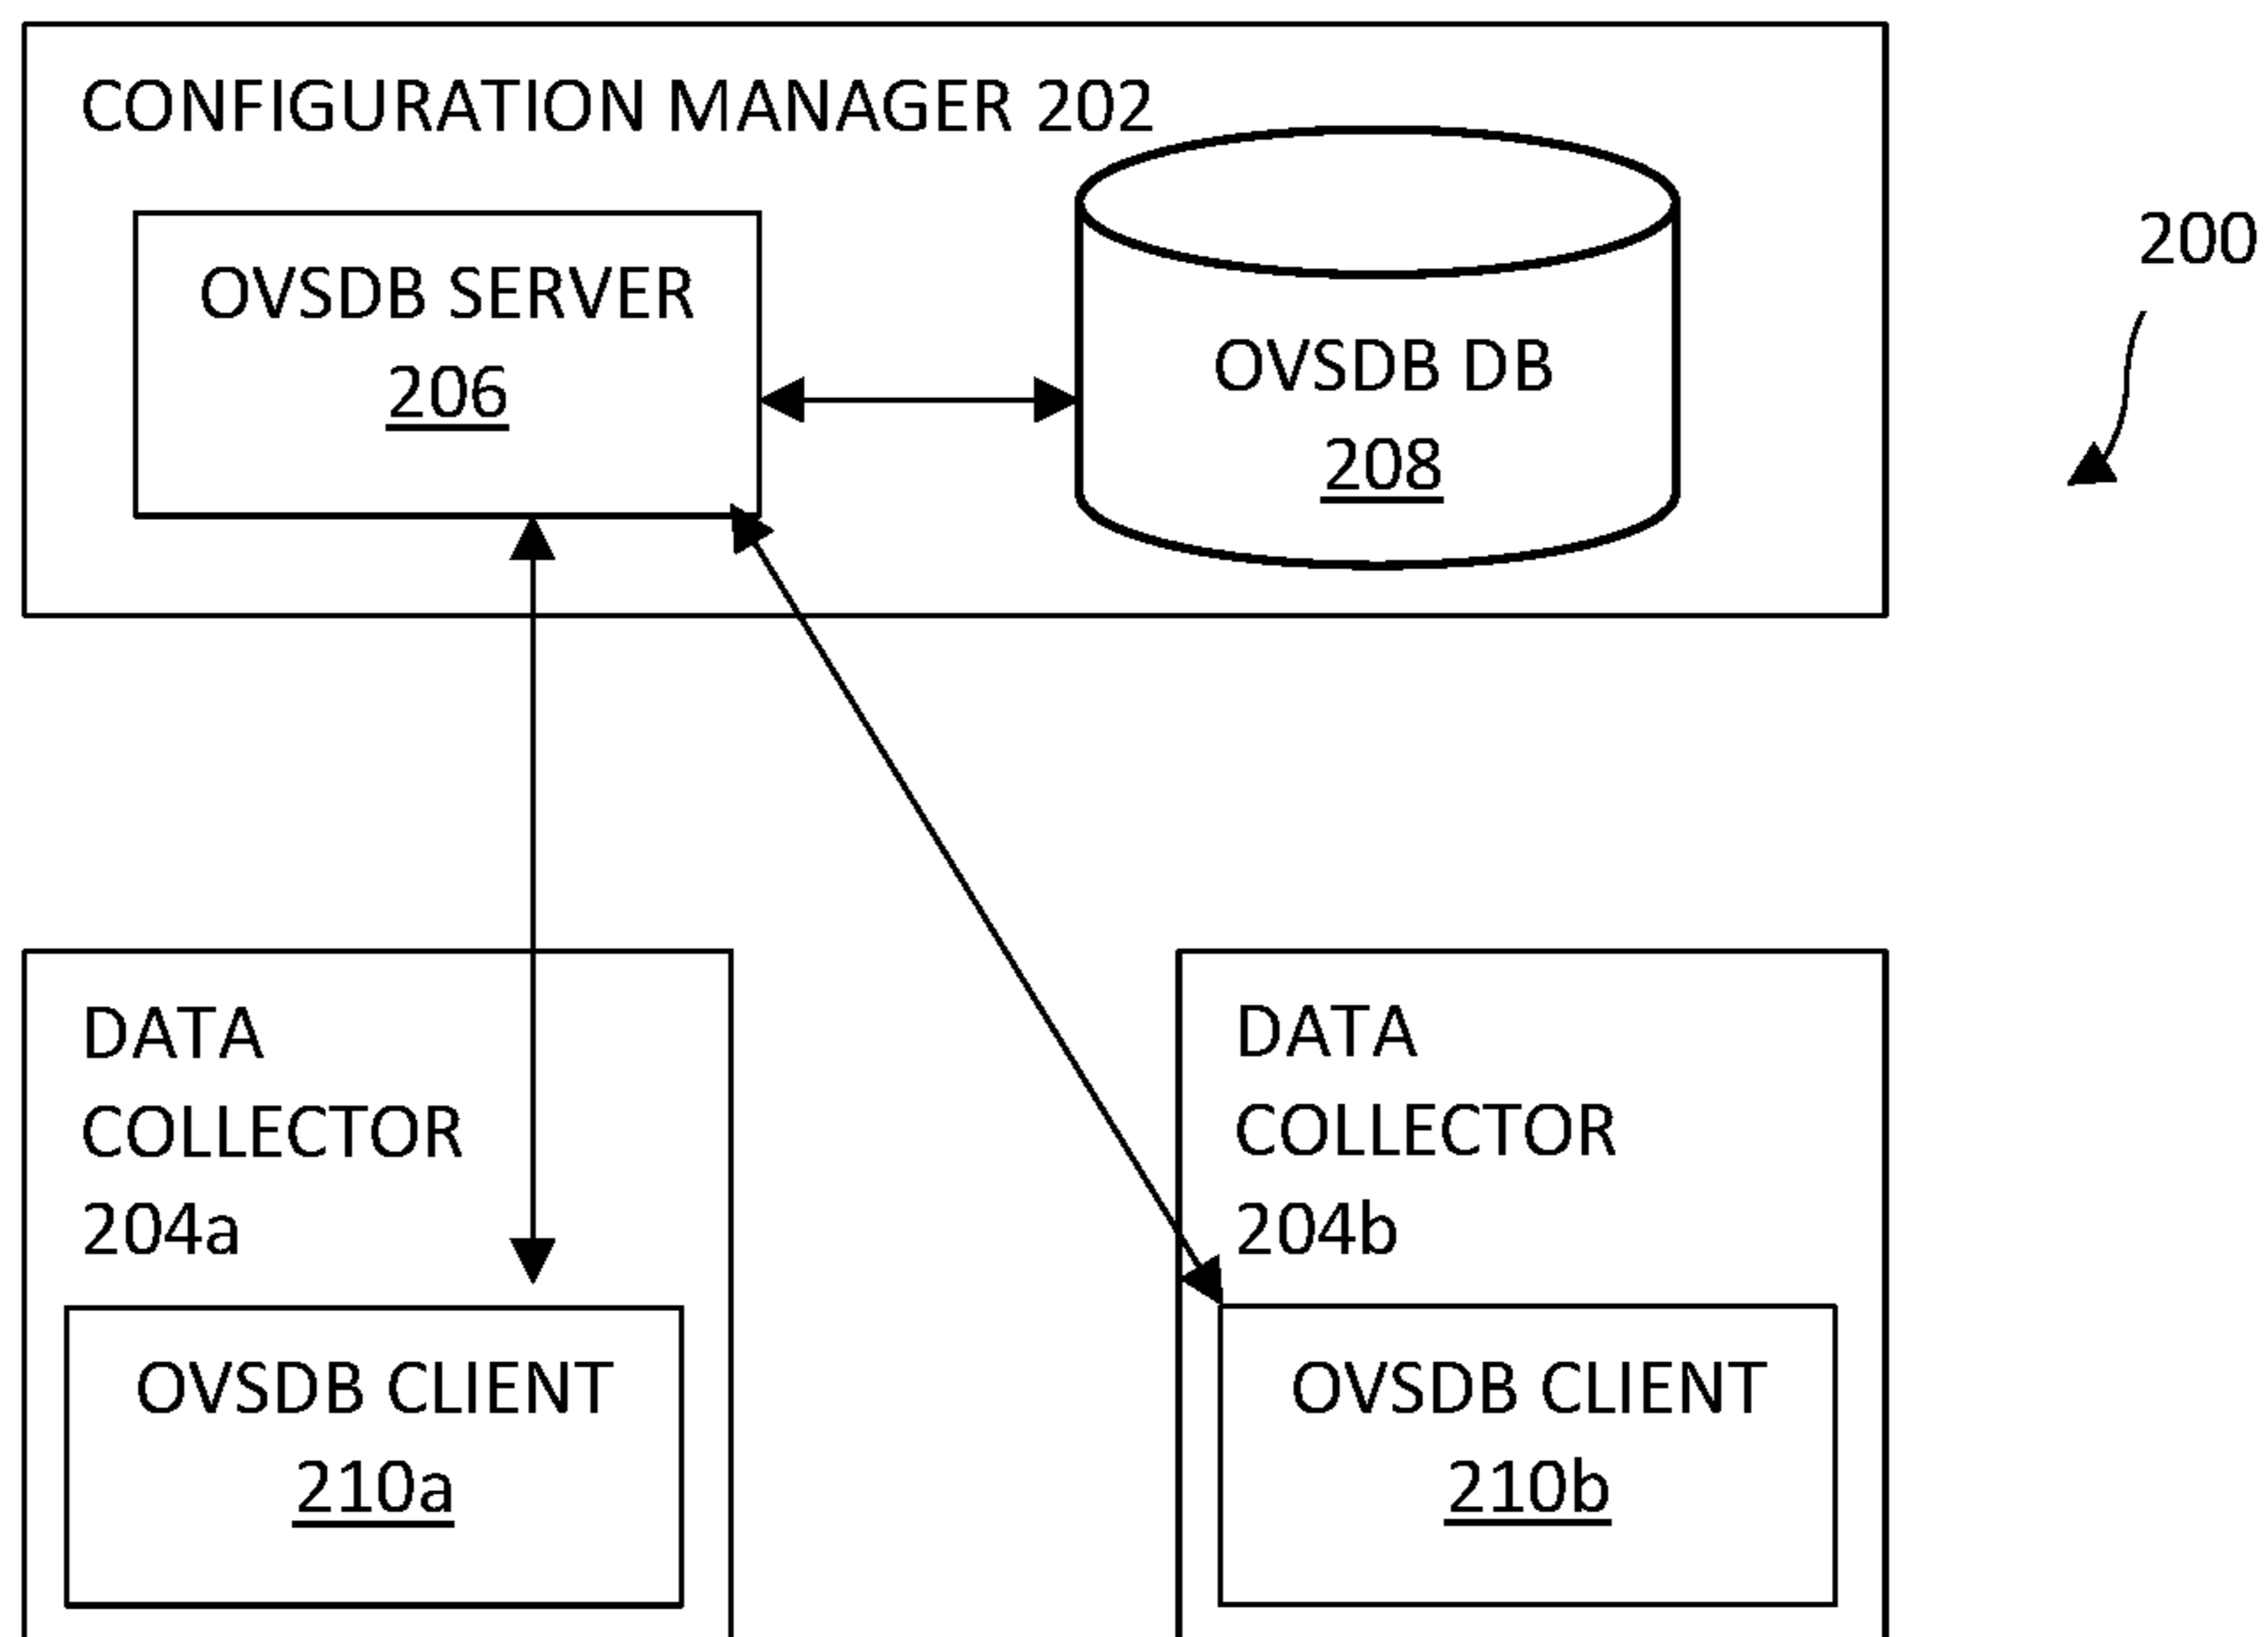 CONFIGURATION MANAGER 202
OVSDB SERVER
206
OVSDB DB
208
200
DATA
COLLECTOR
204a
OVSDB CLIENT
210a
DATA
COLLECTOR
204b
OVSDB CLIENT
210b